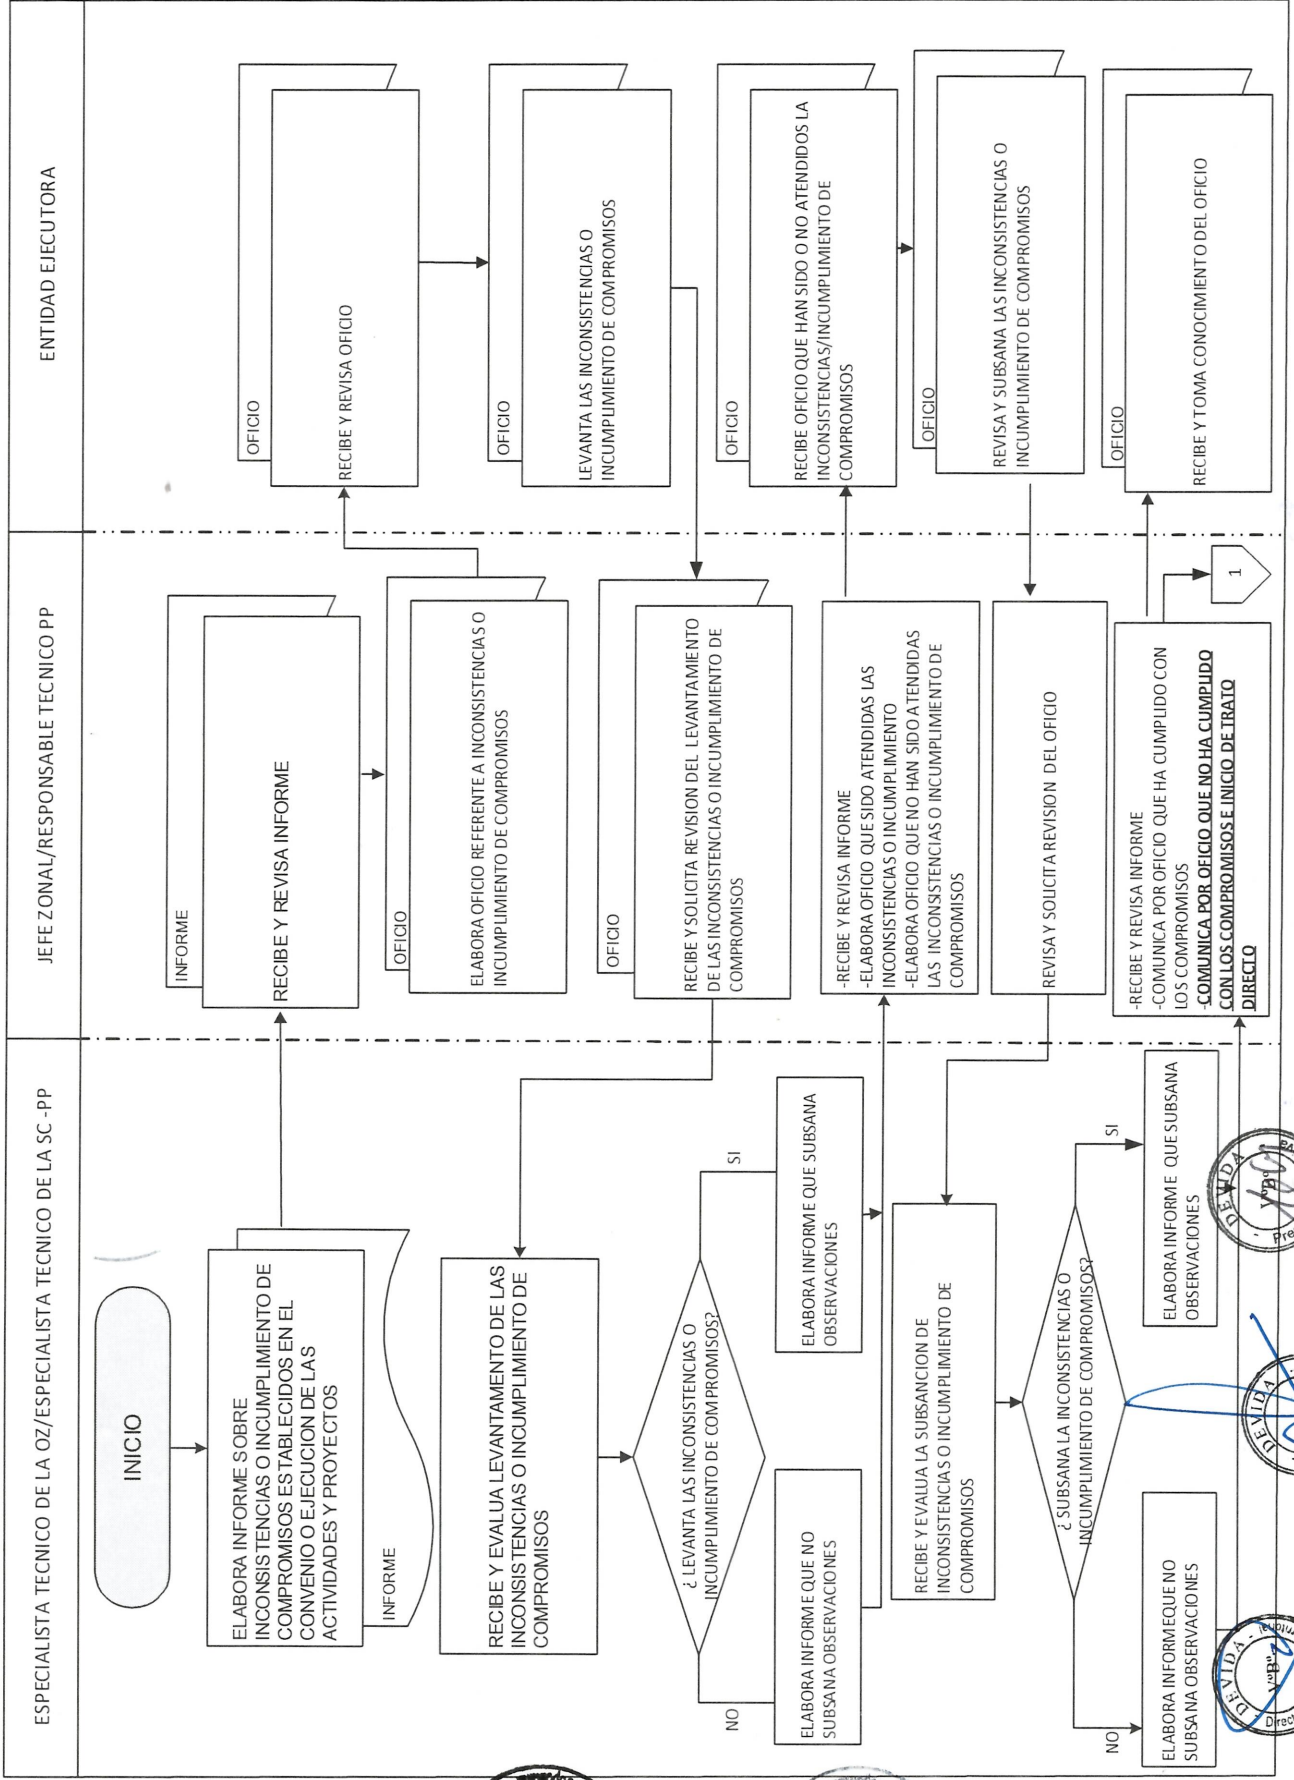 ESPECIALISTA TECNICO DE LA OZ/ESPECIALISTA TECNICO DE LA SC -PP
JEFE ZONAL/RESPONSABLE TECNICO PP
ENTIDAD EJECUTORA
INICIO
ELABORA INFORME SOBRE
INCONSISTENCIAS O INCUMPLIMIENTO DE
COMPROMISOS ESTABLECIDOS EN EL
CONVENIO O EJECUCION DE LAS
ACTIVIDADES Y PROYECTOS
INFORME
INFORME
RECIBE Y REVISA INFORME
OFICIO
ELABORA OFICIO REFERENTE A INCONSISTENCIAS O
INCUMPLIMIENTO DE COMPROMISOS
OFICIO
RECIBE Y REVISA OFICIO
OFICIO
LEVANTA LAS INCONSISTENCIAS O
INCUMPLIMIENTO DE COMPROMISOS
OFICIO
RECIBE Y SOLICITA REVISION DEL LEVANTAMIENTO
DE LAS INCONSISTENCIAS O INCUMPLIMIENTO DE
COMPROMISOS
RECIBE Y EVALUA LEVANTAMENTO DE LAS
INCONSISTENCIAS O INCUMTPLIMIENTO DE
COMPROMISOS
¿ LEVANTA LAS INCONSISTENCIAS O
INCUMPLIMIENTO DE COMPROMISOS?
NO
SI
ELABORA INFORME QUE NO
SUBSANA OBSERVACIONES
ELABORA INFORME QUE SUBSANA
OBSERVACIONES
-RECIBE Y REVISA INFORME
-ELABORA OFICIO QUE SIDO ATENDIDAS LAS
INCONSISTENCIAS O INCUMPLIMIENTO
-ELABORA OFICIO QUE NO HAN SIDO ATENDIDAS
LAS INCONSISTENCIAS O INCUMPLIMIENTO DE
COMPROMISOS
OFICIO
RECIBE OFICIO QUE HAN SIDO O NO ATENDIDOS LA
INCONSISTENCIAS/INCUMPLIMIENTO DE
COMPROMISOS
OFICIO
REVISA Y SUBSANA LAS INCONSISTENCIAS O
INCUMPLIMIENTO DE COMPROMISOS
REVISA Y SOLICITA REVISION DEL OFICIO
RECIBE Y EVALUA LA SUBSANCION DE
INCONSISTENCIAS O INCUMPLIMIENTO DE
COMPROMISOS
¿ SUBSANA LA INCONSISTENCIAS O
INCUMPLIMIENTO DE COMPROMISOS?
NO
SI
ELABORA INFORMEQUE NO
SUBSANA OBSERVACIONES
ELABORA INFORME QUE SUBSANA
OBSERVACIONES
-RECIBE Y REVISA INFORME
-COMUNICA POR OFICIO QUE HA CUMPLIDO CON
LOS COMPROMISOS
-COMUNICA POR OFICIO QUE NO HA CUMPLIDO
CON LOS COMPROMISOS E INICIO DE TRATO
DIRECTO
1
OFICIO
RECIBE Y TOMA CONOCIMIENTO DEL OFICIO
DEVIDA
V°B°
DEVIDA
DEVIDA
V°B°